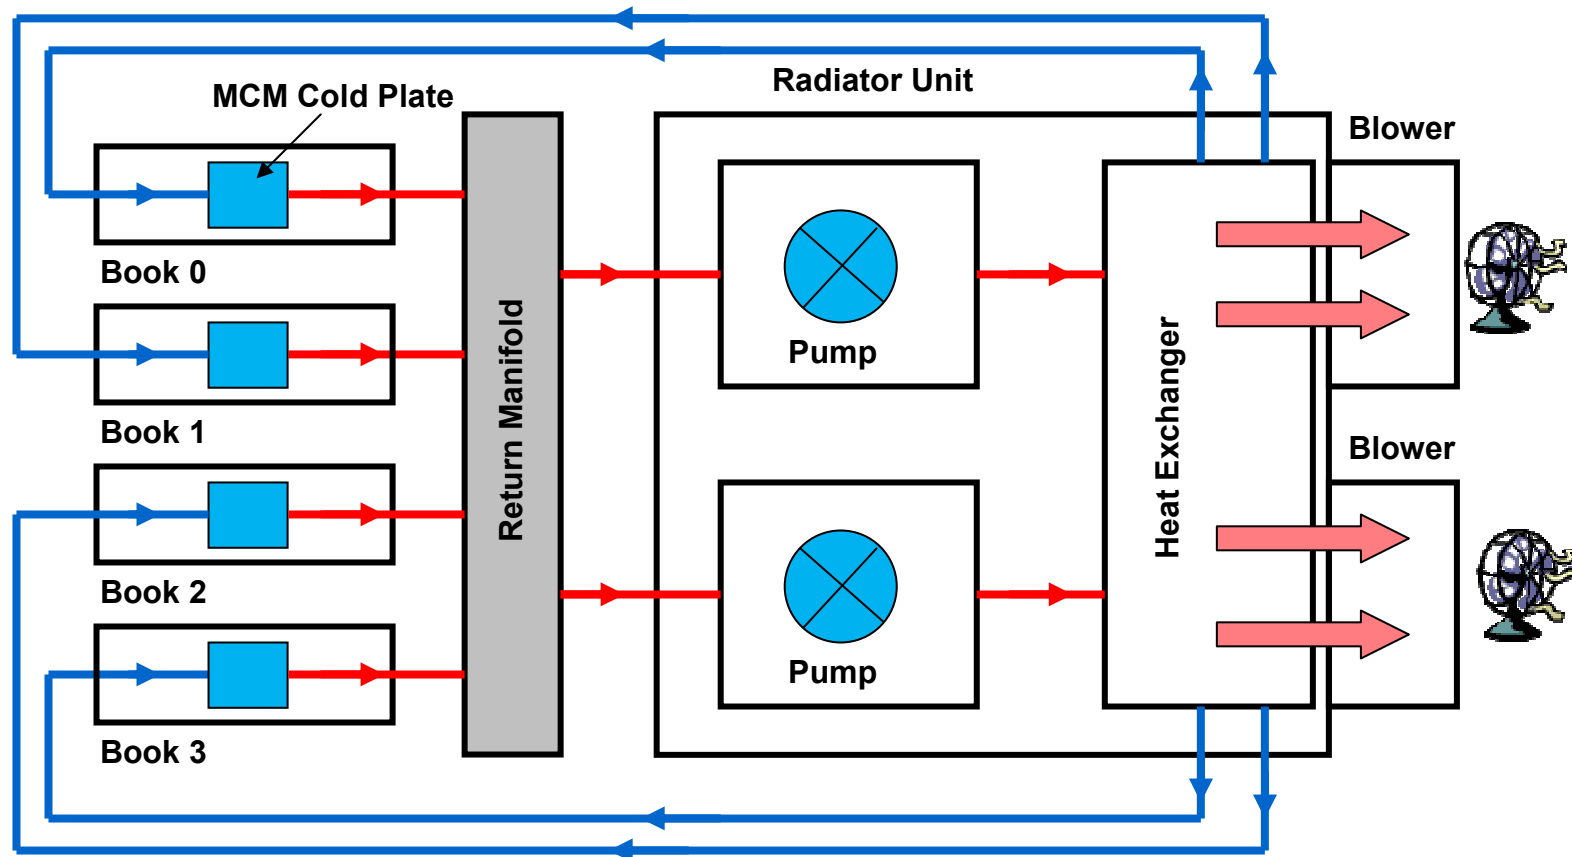 Radiator Unit
MCM Cold Plate
Blower
Book 0
Pump
Book 1
Return Manifold
Heat Exchanger
Blower
Book 2
Pump
Book 3